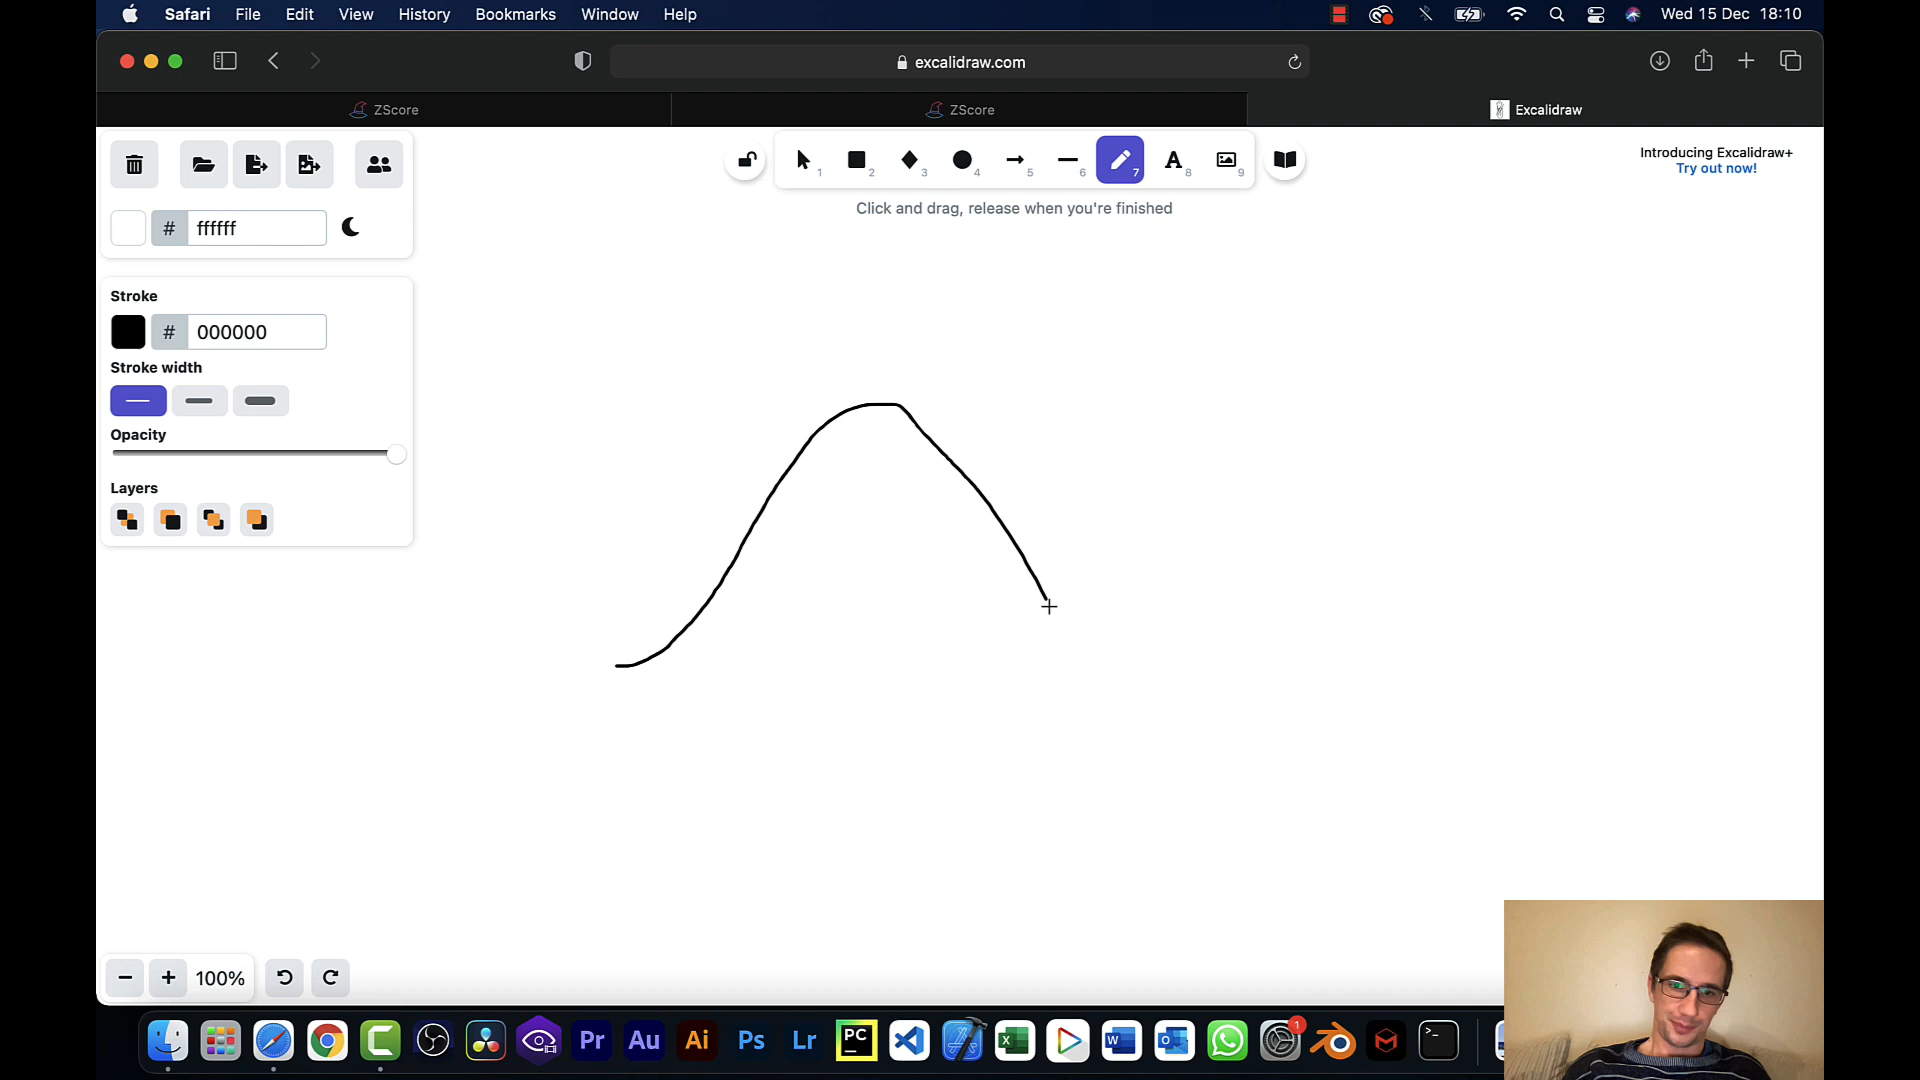 Safari File Edit View History Bookmarks Window Help Wed 15 Dec 18:10
excalidraw.com
ZScore ZScore Excalidraw
1 2 3 4 5 6 7 A 8 9
Introducing Excalidraw+
Try out now!
Click and drag, release when you're finished
# ffffff
Stroke
# 000000
Stroke width
Opacity
Layers
100%
Pr Au Ai Ps Lr PC W 1